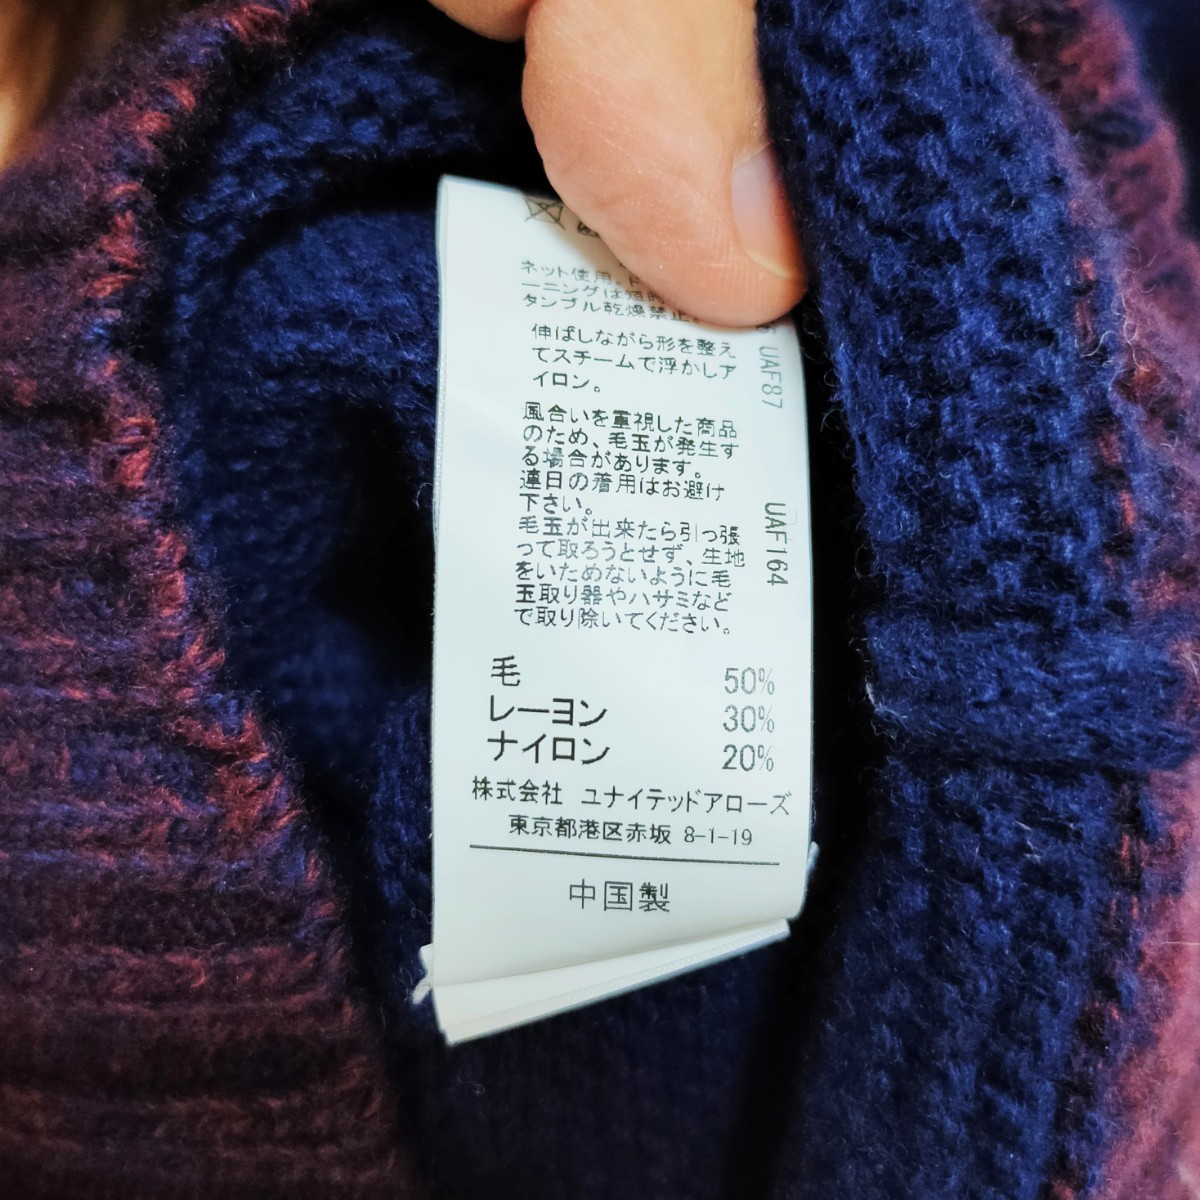 ネット使用。
ーニングは
タンブル乾燥禁止。
伸ばしながら形を整え
てスチームで浮かしア
イロン。
風合いを重視した商品
のため、毛玉が発生す
る場合があります。
連日の着用はお避け
下さい。
毛玉が出来たら引っ張
って取ろうとせず、生地
をいためないように毛
玉取り器やハサミなど
で取り除いてください。
毛 50%
レーヨン 30%
ナイロン 20%
株式会社 ユナイテッドアローズ
東京都港区赤坂 8-1-19
中国製
6 UAF87 UAF164